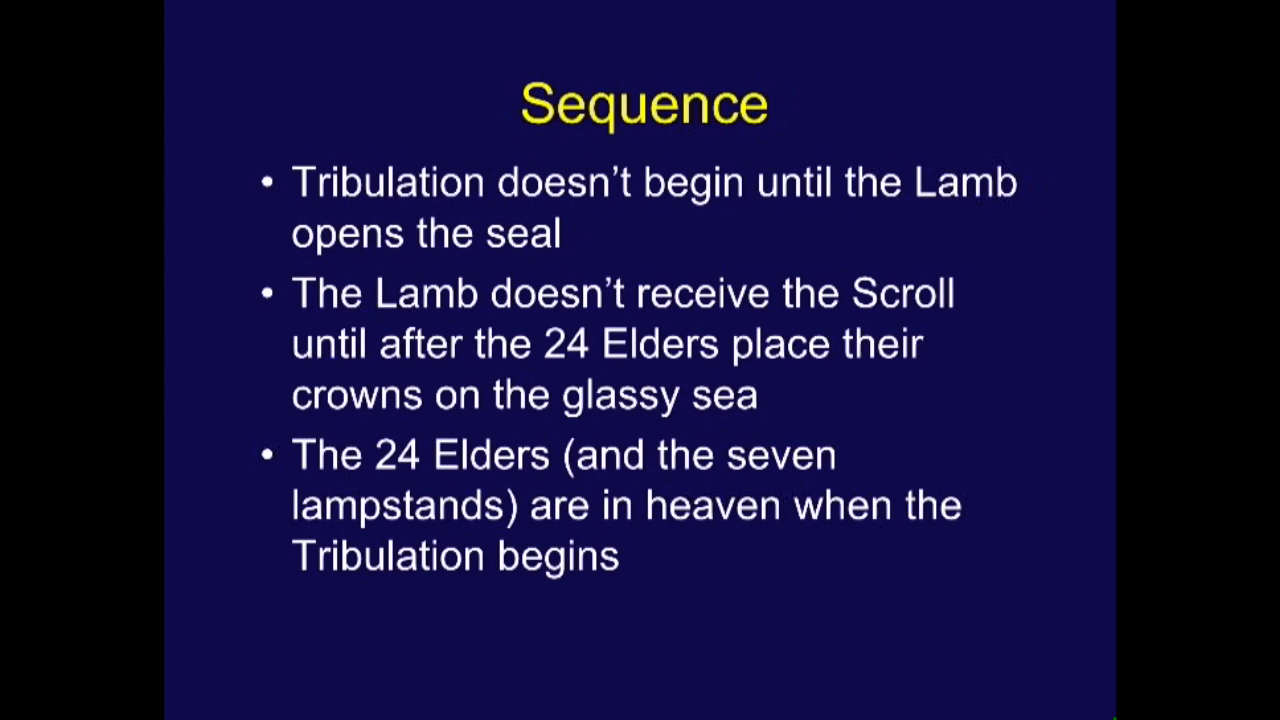 Sequence
• Tribulation doesn’t begin until the Lamb
opens the seal
• The Lamb doesn’t receive the Scroll
until after the 24 Elders place their
crowns on the glassy sea
• The 24 Elders (and the seven
lampstands) are in heaven when the
Tribulation begins